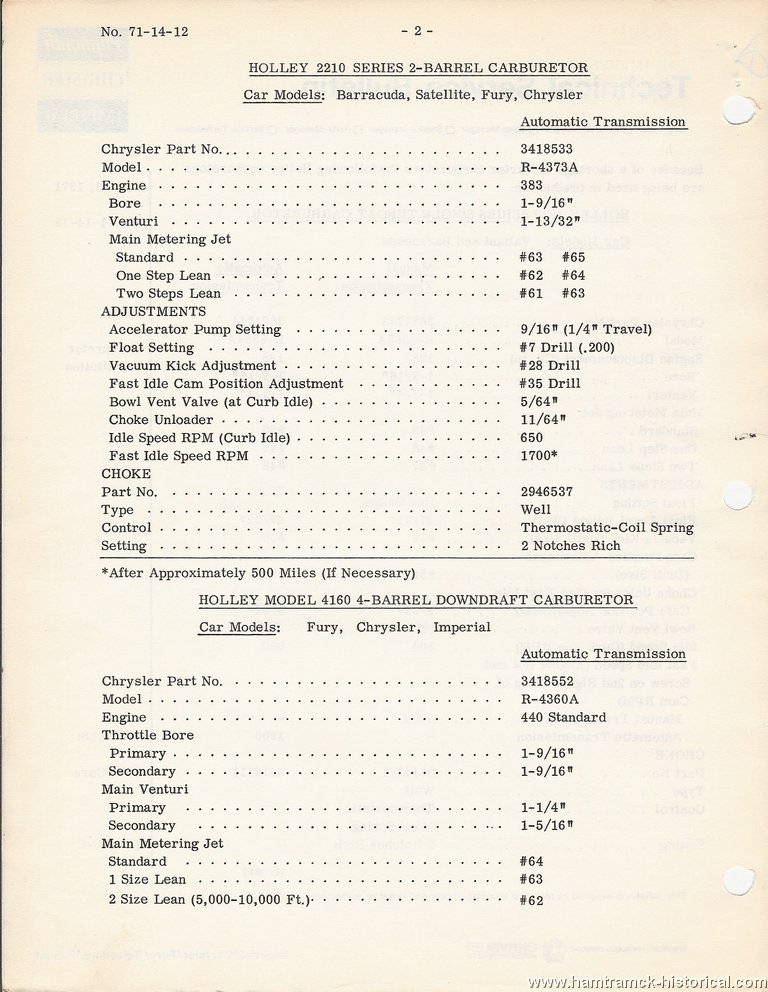 No. 71-14-12
- 2 -
HOLLEY 2210 SERIES 2-BARREL CARBURETOR
Car Models: Barracuda, Satellite, Fury, Chrysler
Automatic Transmission
Chrysler Part No. . . . . . . . . . . . . . . . . . . . . . . . . . 3418533
Model . . . . . . . . . . . . . . . . . . . . . . . . . . . . . . R-4373A
Engine . . . . . . . . . . . . . . . . . . . . . . . . . . . . . 383
Bore . . . . . . . . . . . . . . . . . . . . . . . . . . . . . 1-9/16"
Venturi . . . . . . . . . . . . . . . . . . . . . . . . . . . 1-13/32"
Main Metering Jet
Standard . . . . . . . . . . . . . . . . . . . . . . . . . . #63 #65
One Step Lean . . . . . . . . . . . . . . . . . . . . . . . #62 #64
Two Steps Lean . . . . . . . . . . . . . . . . . . . . . . #61 #63
ADJUSTMENTS
Accelerator Pump Setting . . . . . . . . . . . . . . . . . 9/16" (1/4" Travel)
Float Setting . . . . . . . . . . . . . . . . . . . . . . . . #7 Drill (.200)
Vacuum Kick Adjustment . . . . . . . . . . . . . . . . . . #28 Drill
Fast Idle Cam Position Adjustment . . . . . . . . . . . . #35 Drill
Bowl Vent Valve (at Curb Idle) . . . . . . . . . . . . . . . 5/64"
Choke Unloader . . . . . . . . . . . . . . . . . . . . . . . 11/64"
Idle Speed RPM (Curb Idle) . . . . . . . . . . . . . . . . . 650
Fast Idle Speed RPM . . . . . . . . . . . . . . . . . . . . 1700*
CHOKE
Part No. . . . . . . . . . . . . . . . . . . . . . . . . . . . 2946537
Type . . . . . . . . . . . . . . . . . . . . . . . . . . . . Well
Control . . . . . . . . . . . . . . . . . . . . . . . . . . . . Thermostatic-Coil Spring
Setting . . . . . . . . . . . . . . . . . . . . . . . . . . . . 2 Notches Rich
*After Approximately 500 Miles (If Necessary)
HOLLEY MODEL 4160 4-BARREL DOWNDRAFT CARBURETOR
Car Models: Fury, Chrysler, Imperial
Automatic Transmission
Chrysler Part No. . . . . . . . . . . . . . . . . . . . . . . 3418552
Model . . . . . . . . . . . . . . . . . . . . . . . . . . . . . R-4360A
Engine . . . . . . . . . . . . . . . . . . . . . . . . . . . . 440 Standard
Throttle Bore
Primary . . . . . . . . . . . . . . . . . . . . . . . . . . . 1-9/16"
Secondary . . . . . . . . . . . . . . . . . . . . . . . . . . 1-9/16"
Main Venturi
Primary . . . . . . . . . . . . . . . . . . . . . . . . . . 1-1/4"
Secondary . . . . . . . . . . . . . . . . . . . . . . . . . 1-5/16"
Main Metering Jet
Standard . . . . . . . . . . . . . . . . . . . . . . . . . . #64
1 Size Lean . . . . . . . . . . . . . . . . . . . . . . . . . #63
2 Size Lean (5,000-10,000 Ft.) . . . . . . . . . . . . . . . #62
www.hamtramck-historical.com